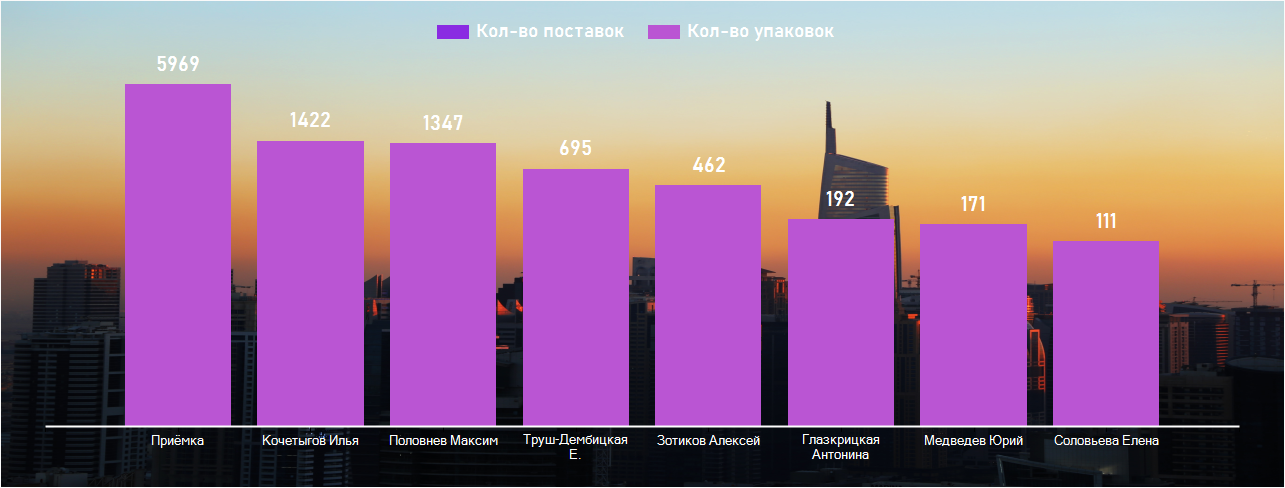 Кол-во поставок Кол-во упаковок
5969
1422
1347
695
462
192
171
111
Приёмка
Кочетыгов Илья
Половнев Максим
Труш-Дембицкая
Е.
Зотиков Алексей
Глазкрицкая
Антонина
Медведев Юрий
Соловьева Елена